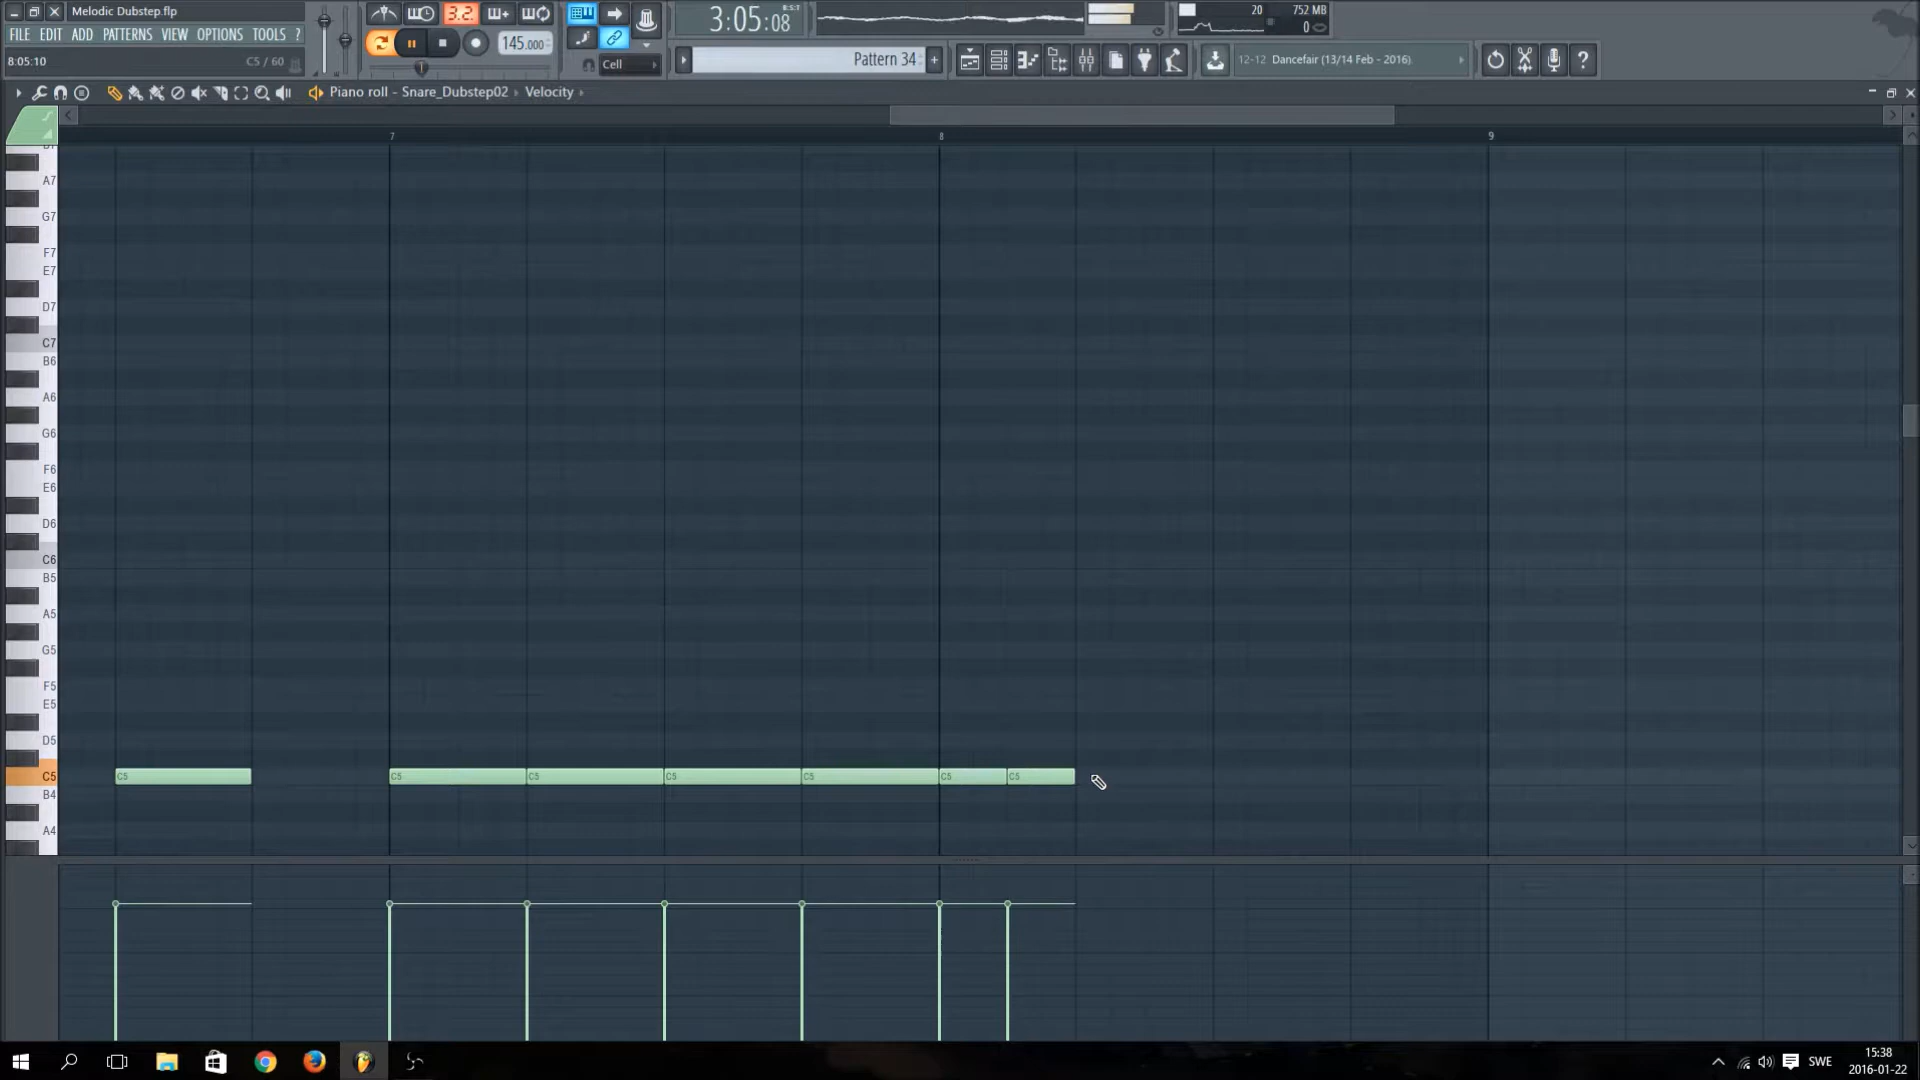 Melodic Dubstep.flp
FILE EDIT ADD PATTERNS VIEW OPTIONS TOOLS ?
8:05:10 C5 / 60
3.2.
145.000
Cell
3:05:08
B:S:T
Pattern 34
20 752 MB
0
12-12 Dancefair (13/14 Feb - 2016)
Piano roll - Snare_Dubstep02 Velocity
7 8 9
A7
G7
F7
E7
D7
C7
B6
A6
G6
F6
E6
D6
C6
B5
A5
G5
F5
E5
D5
C5 C5 C5 C5 C5 C5 C5 C5
B4
A4
SWE
15:38
2016-01-22